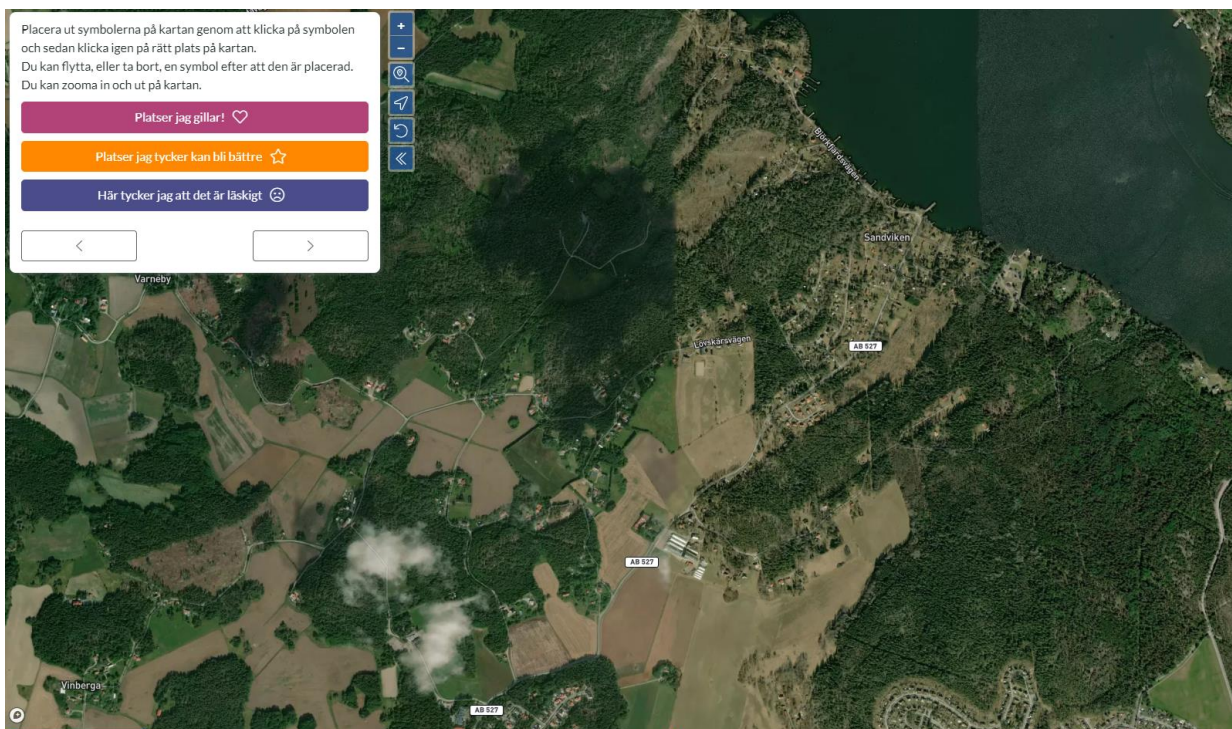 Placera ut symbolerna på kartan genom att klicka på symbolen
och sedan klicka igen på rätt plats på kartan.
Du kan flytta, eller ta bort, en symbol efter att den är placerad.
Du kan zooma in och ut på kartan.
Platser jag gillar!
Platser jag tycker kan bli bättre
Här tycker jag att det är läskigt
Varneby
Björkfjärdsvägen
Sandviken
Lövskärsvägen
AB 527
AB 527
Vinberga
AB 527